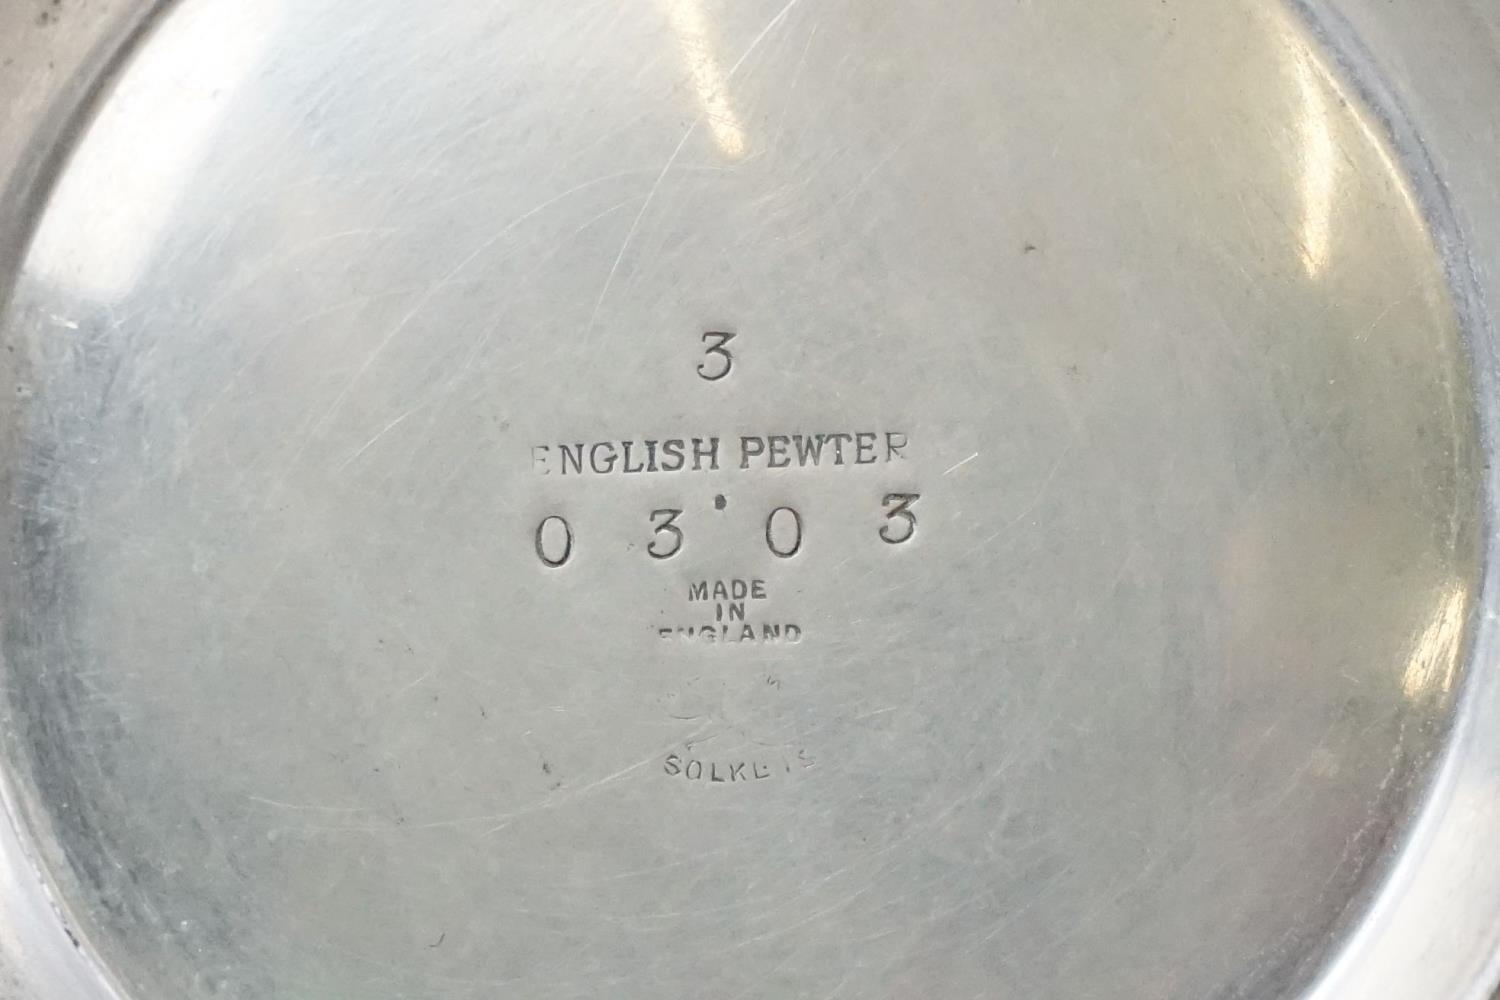 3
ENGLISH PEWTER
0 3 0 3
MADE
IN
ENGLAND